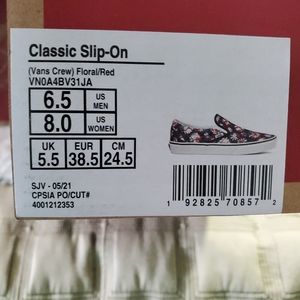 Classic Slip-On
(Vans Crew) Floral/Red
VN0A4BV31JA
6.5 US MEN
8.0 US WOMEN
UK EUR CM
5.5 38.5 24.5
SJV - 05/21
CPSIA PO/CUT#
4001212353
1 92825 70857 2